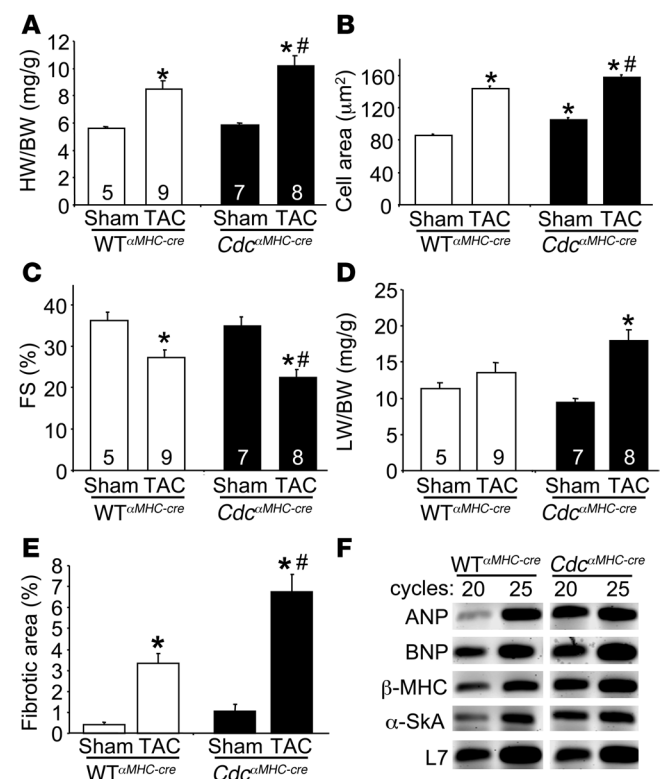 A
HW/BW (mg/g)
12
10
8
6
4
2
0
*
*#
5
9
7
8
Sham TAC Sham TAC
WTαMHC-cre CdcαMHC-cre
B
Cell area (μm2)
160
120
80
40
0
*
*
*#
Sham TAC Sham TAC
WTαMHC-cre CdcαMHC-cre
C
FS (%)
40
30
20
10
0
*
*#
5
9
7
8
Sham TAC Sham TAC
WTαMHC-cre CdcαMHC-cre
D
LW/BW (mg/g)
25
20
15
10
5
0
*
5
9
7
8
Sham TAC Sham TAC
WTαMHC-cre CdcαMHC-cre
E
Fibrotic area (%)
8
7
6
5
4
3
2
1
0
*
*#
Sham TAC Sham TAC
WTαMHC-cre CdcαMHC-cre
F
WTαMHC-cre CdcαMHC-cre
cycles: 20 25 20 25
ANP
BNP
β-MHC
α-SkA
L7